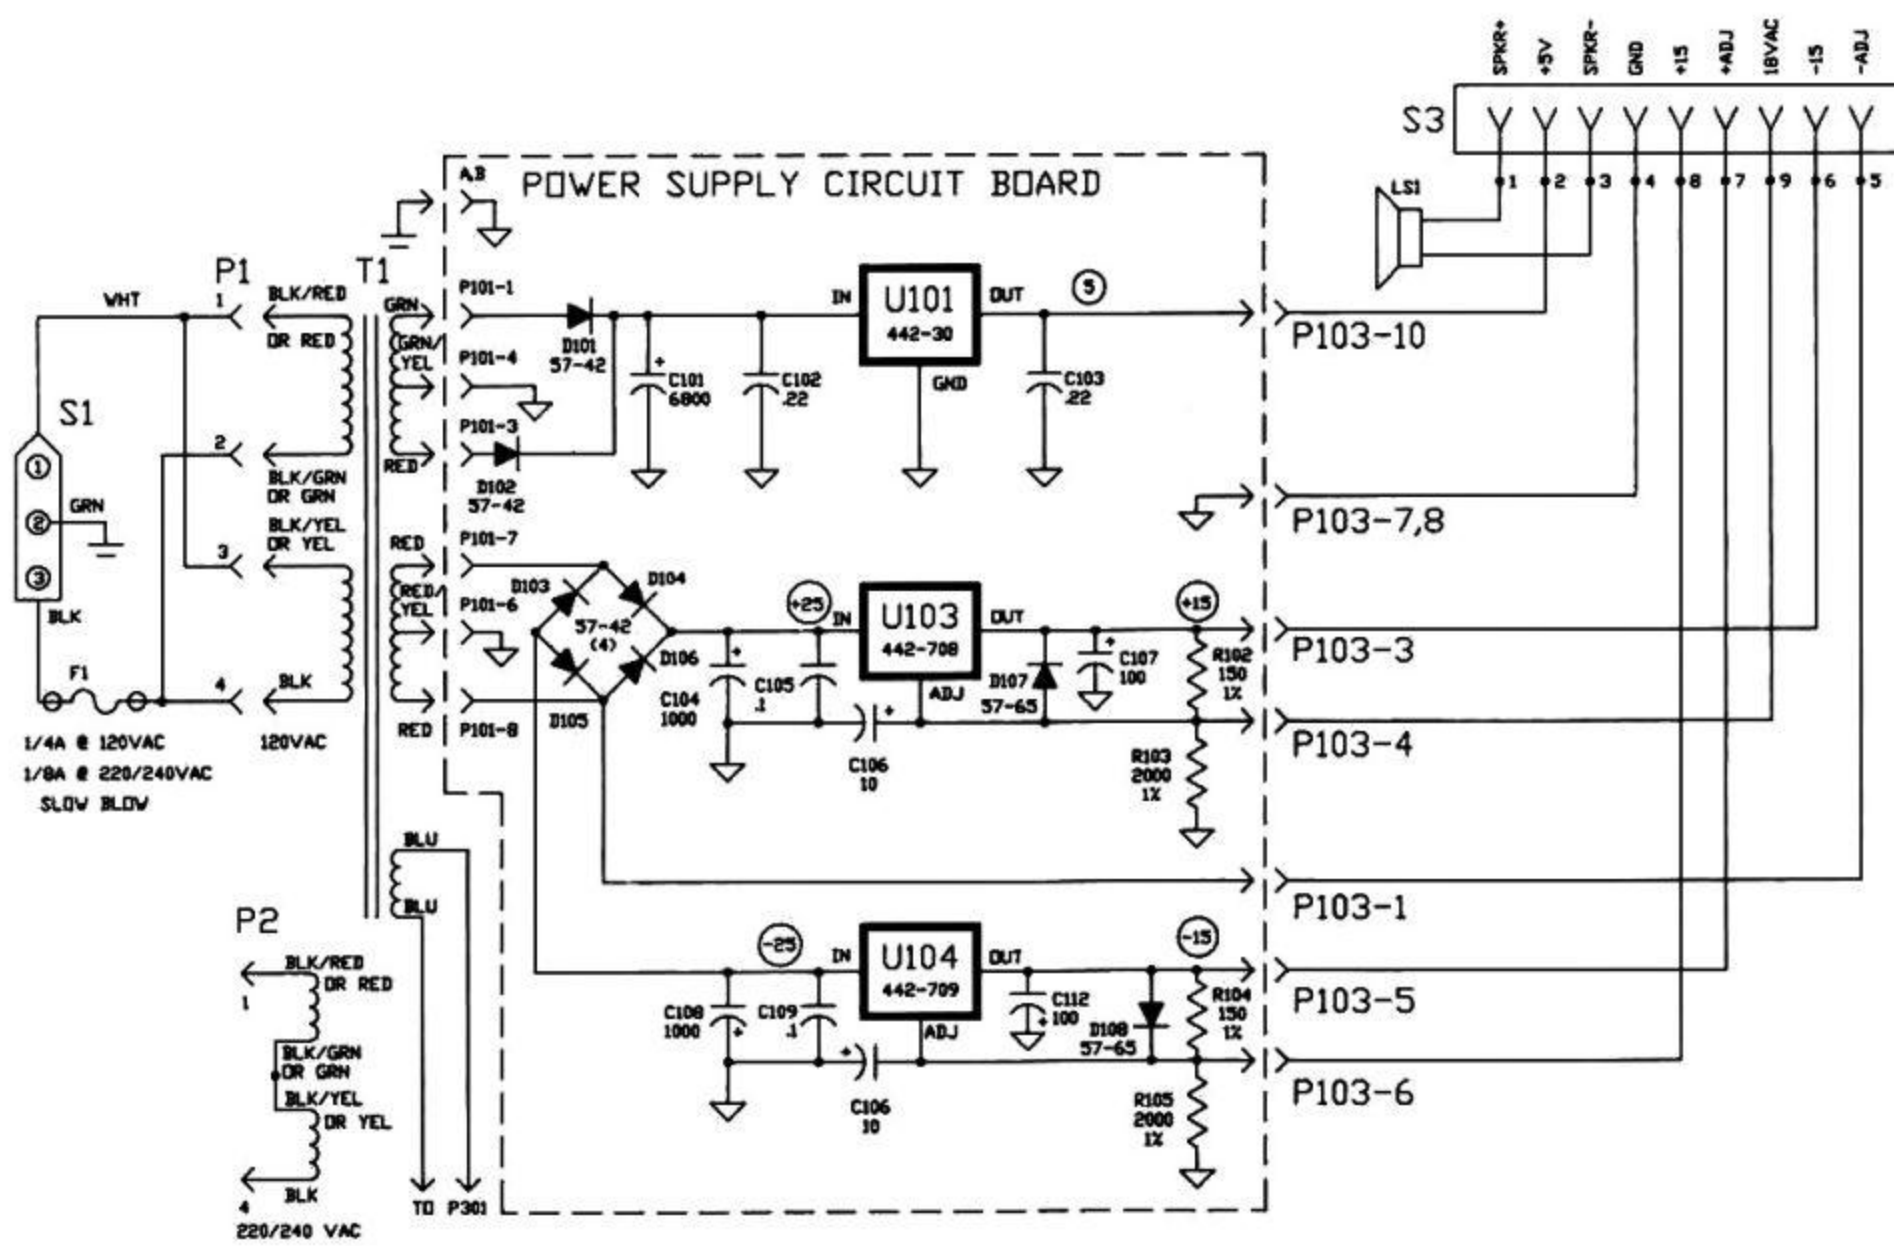 SPKR+
+5V
SPKR-
GND
+15
+ADJ
18VAC
-15
-ADJ
S3
1 2 3 4 8 7 9 6 5
LS1
POWER SUPPLY CIRCUIT BOARD
A,B
P1
T1
WHT
1
BLK/RED
OR RED
GRN
P101-1
GRN/
YEL
P101-4
D101
57-42
C101
6800
C102
.22
IN
U101
442-30
OUT
GND
5
C103
.22
P103-10
S1
1
2
3
GRN
BLK
2
BLK/GRN
OR GRN
RED
P101-3
D102
57-42
BLK/YEL
OR YEL
3
P103-7,8
RED
P101-7
RED/
YEL
P101-6
D103
D104
57-42
(4)
D106
D105
+25
IN
U103
442-708
OUT
ADJ
+15
C104
1000
C105
.1
C106
10
D107
57-65
C107
100
R102
150
1%
P103-3
F1
4
BLK
RED
P101-8
1/4A @ 120VAC
1/8A @ 220/240VAC
SLOW BLOW
120VAC
R103
2000
1%
P103-4
BLU
BLU
P103-1
P2
BLK/RED
OR RED
1
BLK/GRN
OR GRN
BLK/YEL
OR YEL
4
BLK
220/240 VAC
TO P301
-25
IN
U104
442-709
OUT
ADJ
-15
C108
1000
C109
.1
C106
10
C112
100
D108
57-65
R104
150
1%
P103-5
R105
2000
1%
P103-6